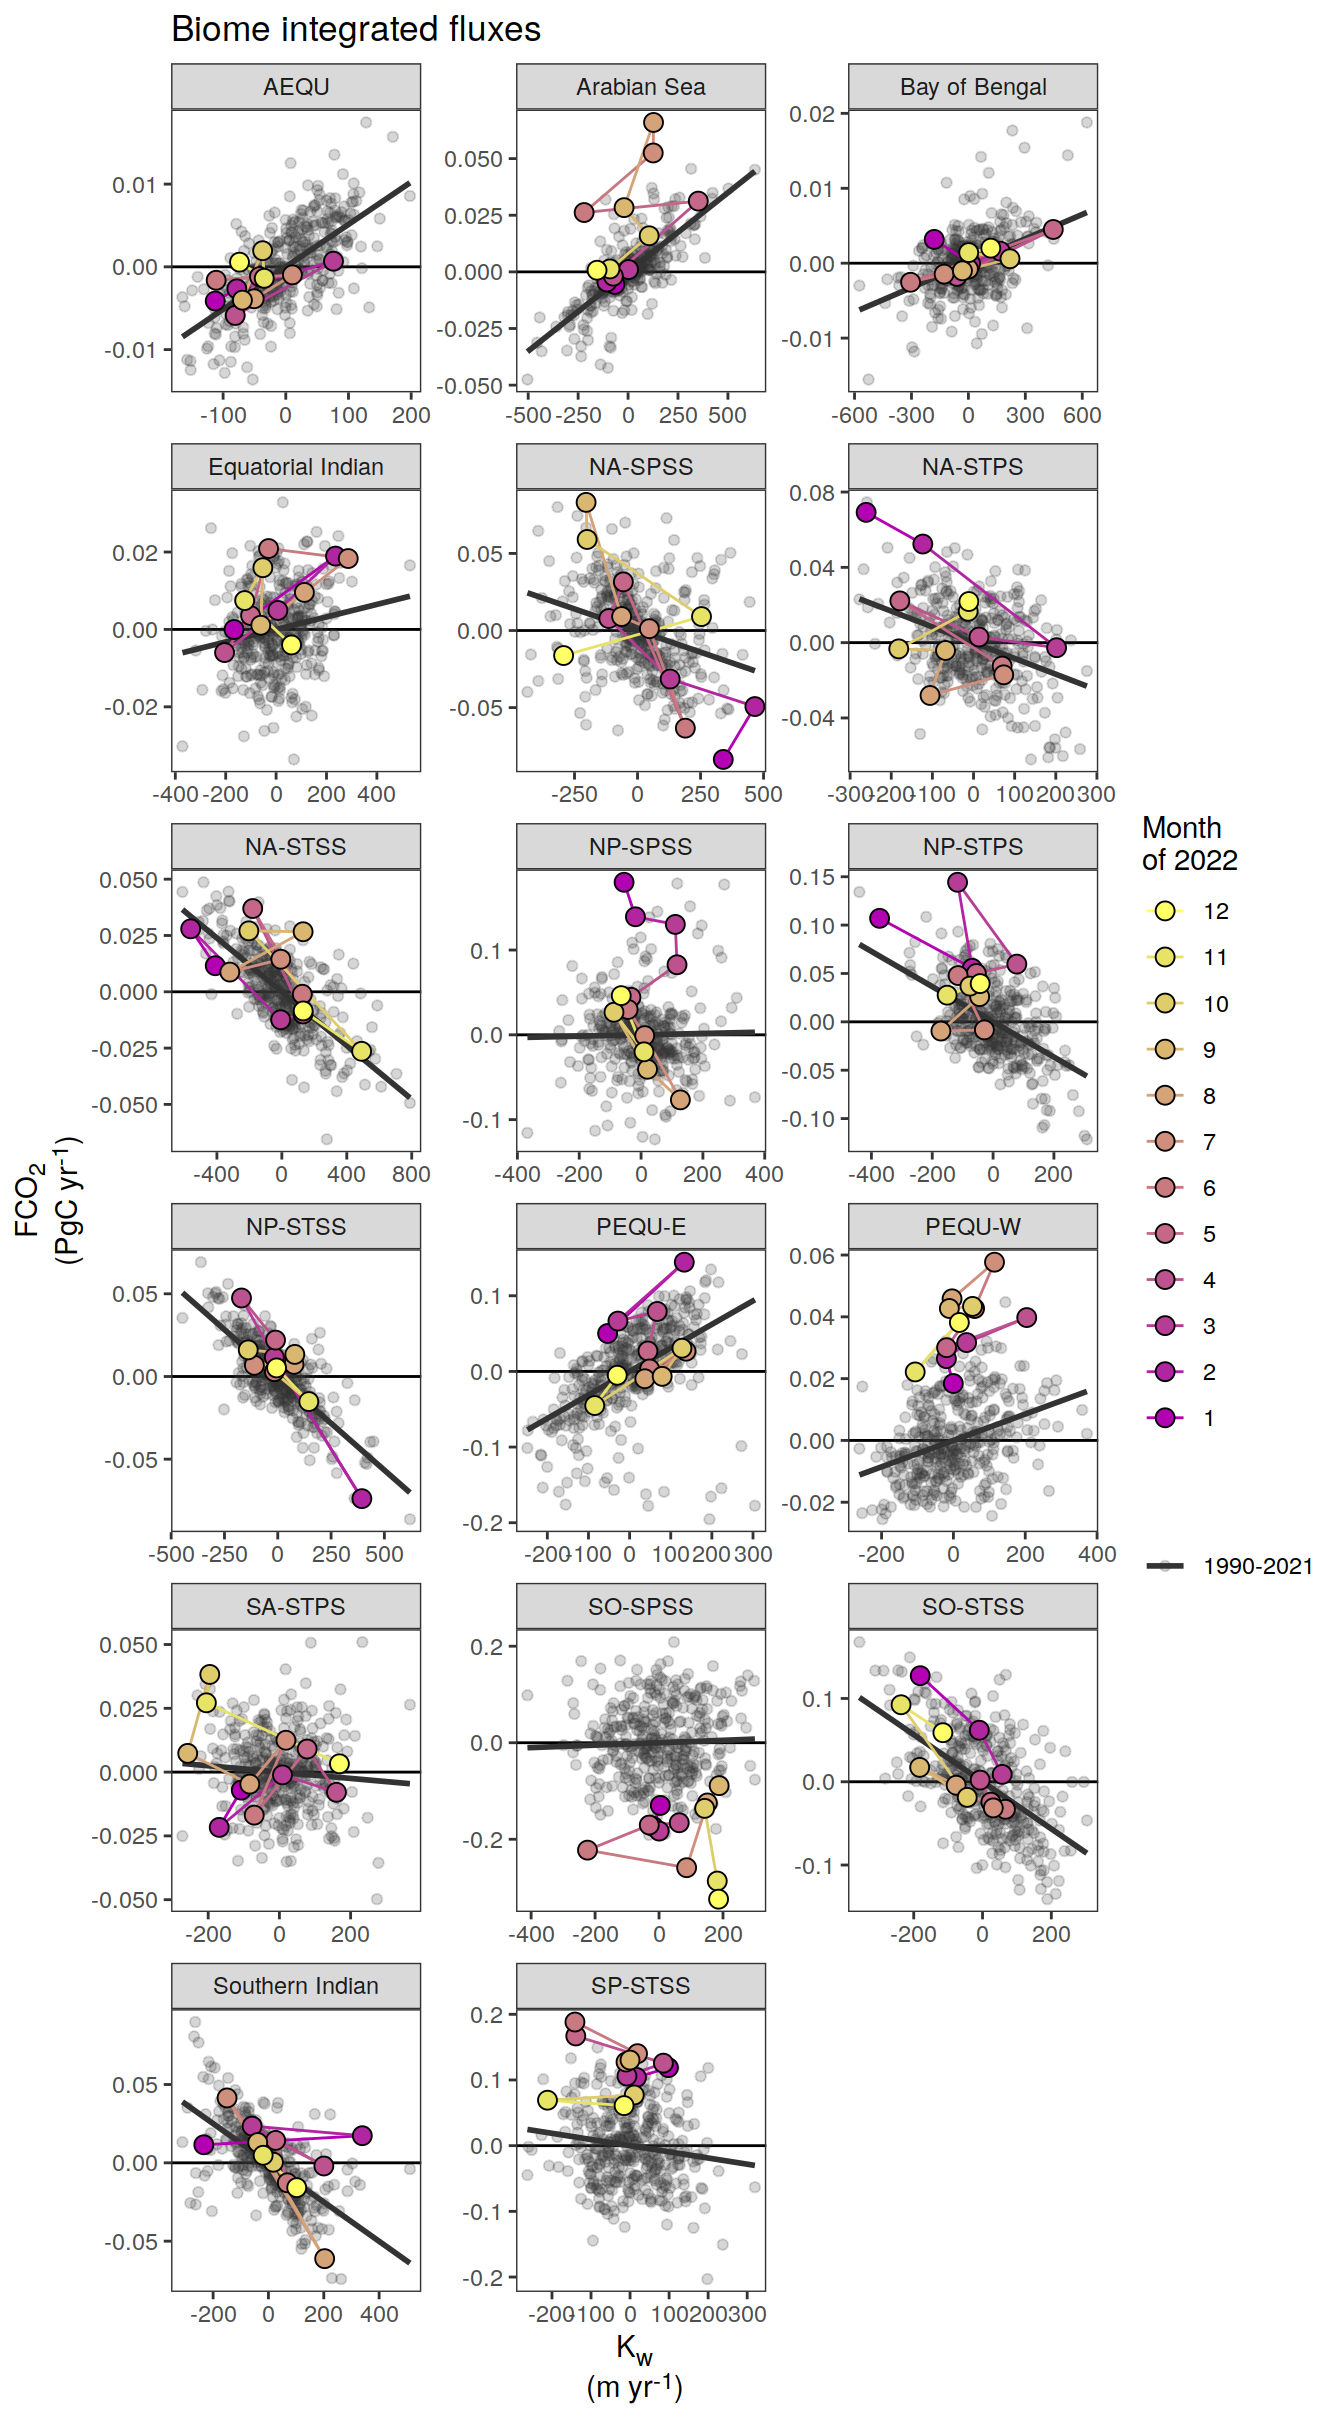 Biome integrated fluxes
AEQU Arabian Sea Bay of Bengal
0.01 0.00 -0.01
-100 0 100 200
0.050 0.025 0.000 -0.025 -0.050
-500 -250 0 250 500
0.02 0.01 0.00 -0.01
-600 -300 0 300 600
Equatorial Indian NA-SPSS NA-STPS
0.02 0.00 -0.02
-400 -200 0 200 400
0.05 0.00 -0.05
-250 0 250 500
0.08 0.04 0.00 -0.04
-300 -200 -100 0 100 200 300
NA-STSS NP-SPSS NP-STPS
0.050 0.025 0.000 -0.025 -0.050
-400 0 400 800
0.1 0.0 -0.1
-400 -200 0 200 400
0.15 0.10 0.05 0.00 -0.05 -0.10
-400 -200 0 200
NP-STSS PEQU-E PEQU-W
0.05 0.00 -0.05
-500 -250 0 250 500
0.1 0.0 -0.1 -0.2
-200 -100 0 100 200 300
0.06 0.04 0.02 0.00 -0.02
-200 0 200 400
SA-STPS SO-SPSS SO-STSS
0.050 0.025 0.000 -0.025 -0.050
-200 0 200
0.2 0.0 -0.2
-400 -200 0 200
0.1 0.0 -0.1
-200 0 200
Southern Indian SP-STSS
0.05 0.00 -0.05
-200 0 200 400
0.2 0.1 0.0 -0.1 -0.2
-200 -100 0 100 200 300
FCO2
(PgC yr-1)
Kw
(m yr-1)
Month
of 2022
12
11
10
9
8
7
6
5
4
3
2
1
1990-2021